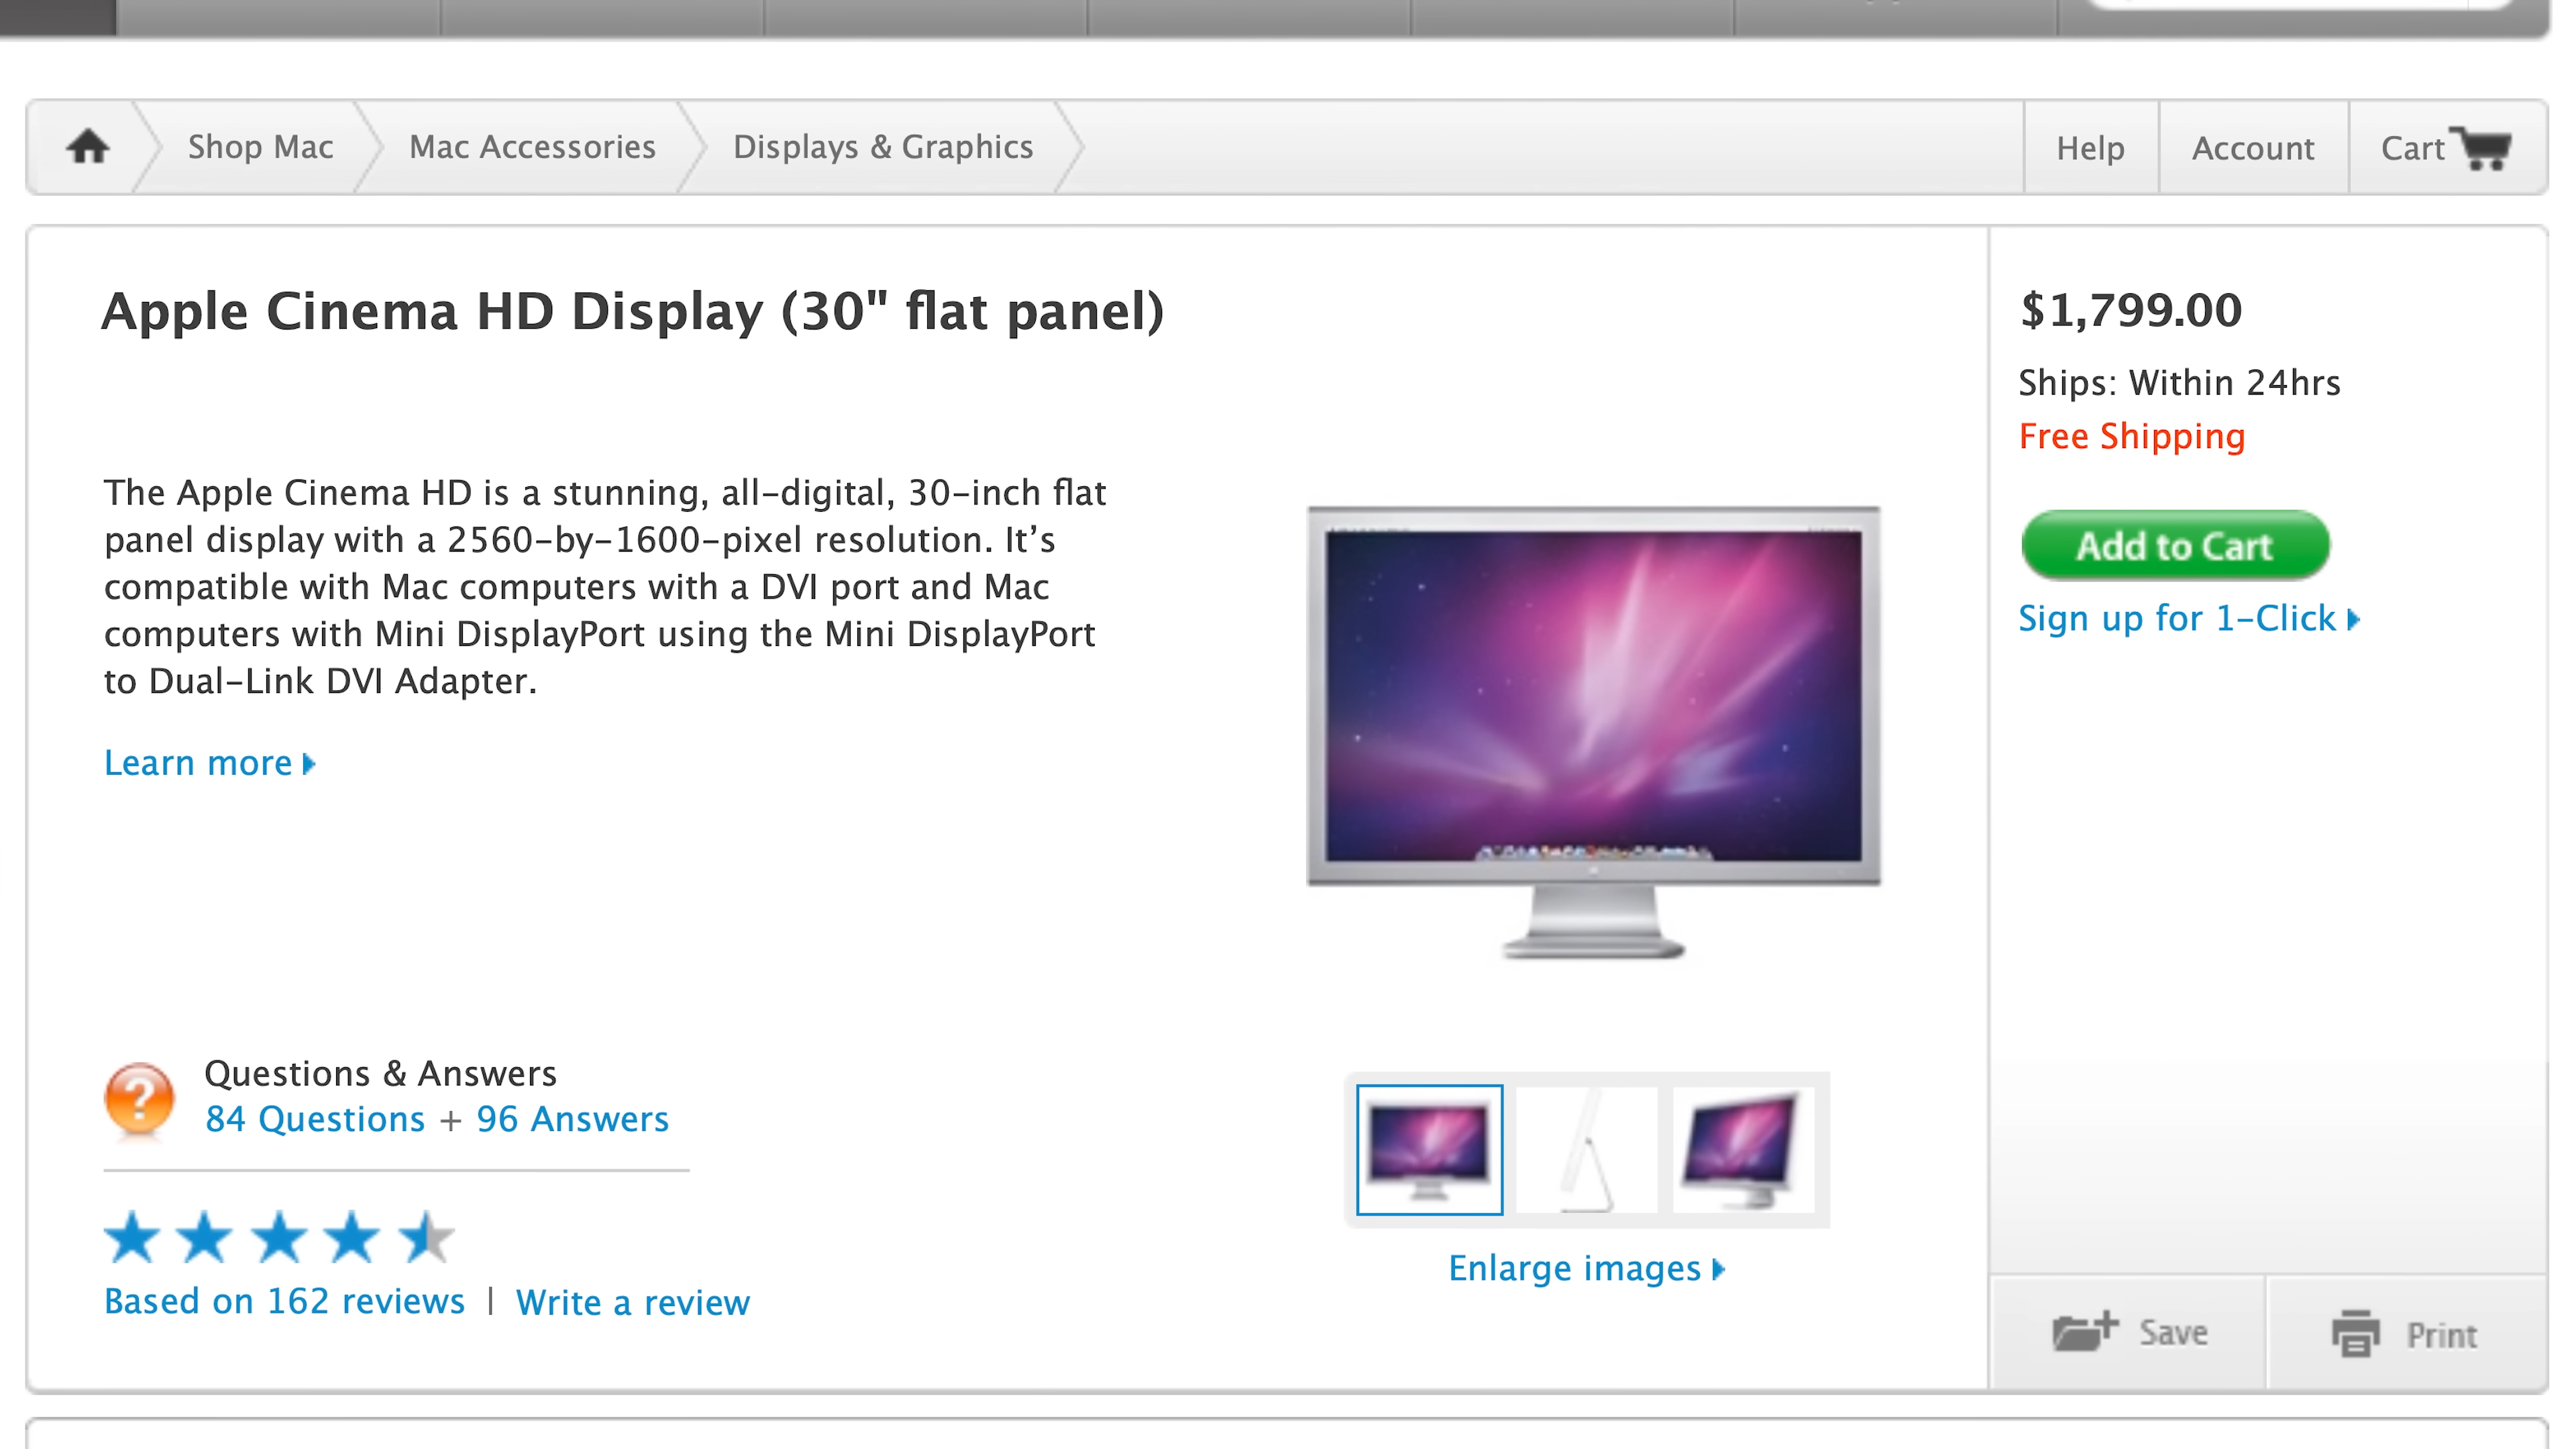 Shop Mac
Mac Accessories
Displays & Graphics
Help
Account
Cart
Apple Cinema HD Display (30" flat panel)
$1,799.00
Ships: Within 24hrs
Free Shipping
Add to Cart
Sign up for 1-Click
The Apple Cinema HD is a stunning, all-digital, 30-inch flat
panel display with a 2560-by-1600-pixel resolution. It’s
compatible with Mac computers with a DVI port and Mac
computers with Mini DisplayPort using the Mini DisplayPort
to Dual-Link DVI Adapter.
Learn more
Questions & Answers
84 Questions + 96 Answers
Based on 162 reviews | Write a review
Enlarge images
Save
Print